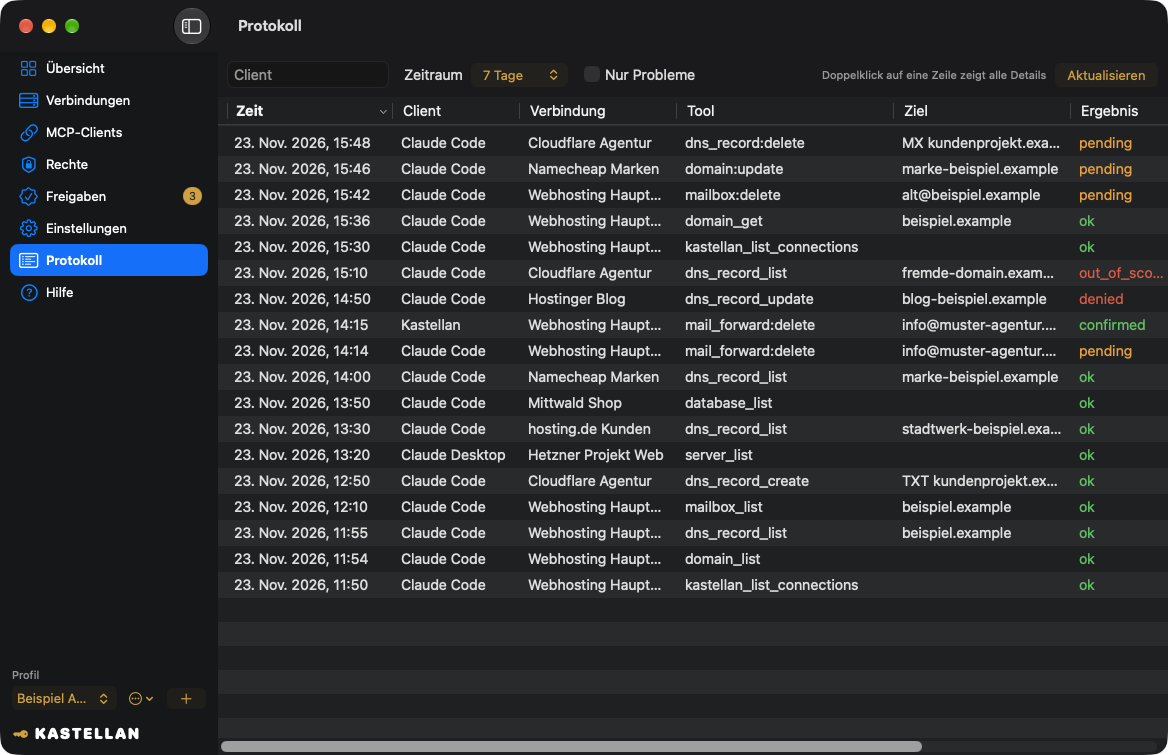 Protokoll
Übersicht
Verbindungen
MCP-Clients
Rechte
Freigaben 3
Einstellungen
Protokoll
Hilfe
Profil
Beispiel A...
KASTELLAN
Client Zeitraum 7 Tage Nur Probleme Doppelklick auf eine Zeile zeigt alle Details Aktualisieren
Zeit Client Verbindung Tool Ziel Ergebnis
23. Nov. 2026, 15:48 Claude Code Cloudflare Agentur dns_record:delete MX kundenprojekt.exa... pending
23. Nov. 2026, 15:46 Claude Code Namecheap Marken domain:update marke-beispiel.example pending
23. Nov. 2026, 15:42 Claude Code Webhosting Haupt... mailbox:delete alt@beispiel.example pending
23. Nov. 2026, 15:36 Claude Code Webhosting Haupt... domain_get beispiel.example ok
23. Nov. 2026, 15:30 Claude Code Webhosting Haupt... kastellan_list_connections ok
23. Nov. 2026, 15:10 Claude Code Cloudflare Agentur dns_record_list fremde-domain.exam... out_of_sco...
23. Nov. 2026, 14:50 Claude Code Hostinger Blog dns_record_update blog-beispiel.example denied
23. Nov. 2026, 14:15 Kastellan Webhosting Haupt... mail_forward:delete info@muster-agentur.... confirmed
23. Nov. 2026, 14:14 Claude Code Webhosting Haupt... mail_forward:delete info@muster-agentur.... pending
23. Nov. 2026, 14:00 Claude Code Namecheap Marken dns_record_list marke-beispiel.example ok
23. Nov. 2026, 13:50 Claude Code Mittwald Shop database_list ok
23. Nov. 2026, 13:30 Claude Code hosting.de Kunden dns_record_list stadtwerk-beispiel.exa... ok
23. Nov. 2026, 13:20 Claude Desktop Hetzner Projekt Web server_list ok
23. Nov. 2026, 12:50 Claude Code Cloudflare Agentur dns_record_create TXT kundenprojekt.ex... ok
23. Nov. 2026, 12:10 Claude Code Webhosting Haupt... mailbox_list beispiel.example ok
23. Nov. 2026, 11:55 Claude Code Webhosting Haupt... dns_record_list beispiel.example ok
23. Nov. 2026, 11:54 Claude Code Webhosting Haupt... domain_list ok
23. Nov. 2026, 11:50 Claude Code Webhosting Haupt... kastellan_list_connections ok